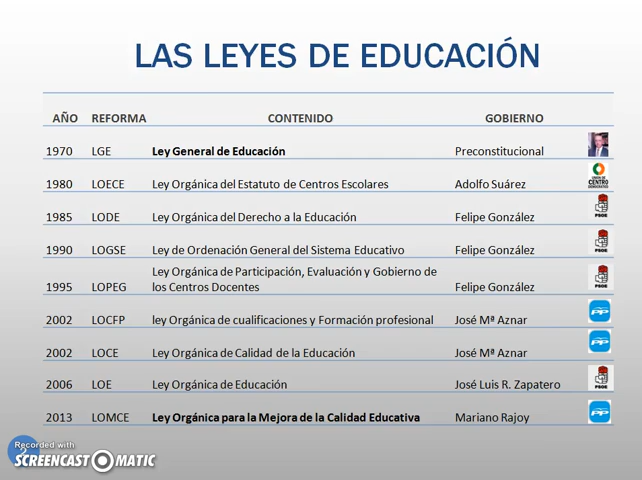 LAS LEYES DE EDUCACIÓN
AÑO REFORMA CONTENIDO GOBIERNO
1970 LGE Ley General de Educación Preconstitucional
1980 LOECE Ley Orgánica del Estatuto de Centros Escolares Adolfo Suárez
UNION DE CENTRO DEMOCRATICO
1985 LODE Ley Orgánica del Derecho a la Educación Felipe González PSOE
1990 LOGSE Ley de Ordenación General del Sistema Educativo Felipe González PSOE
Ley Orgánica de Participación, Evaluación y Gobierno de
1995 LOPEG los Centros Docentes Felipe González PSOE
2002 LOCFP ley Orgánica de cualificaciones y Formación profesional José Mª Aznar PP
2002 LOCE Ley Orgánica de Calidad de la Educación José Mª Aznar PP
2006 LOE Ley Orgánica de Educación José Luis R. Zapatero PSOE
2013 LOMCE Ley Orgánica para la Mejora de la Calidad Educativa Mariano Rajoy PP
2
Recorded with
SCREENCAST-O-MATIC